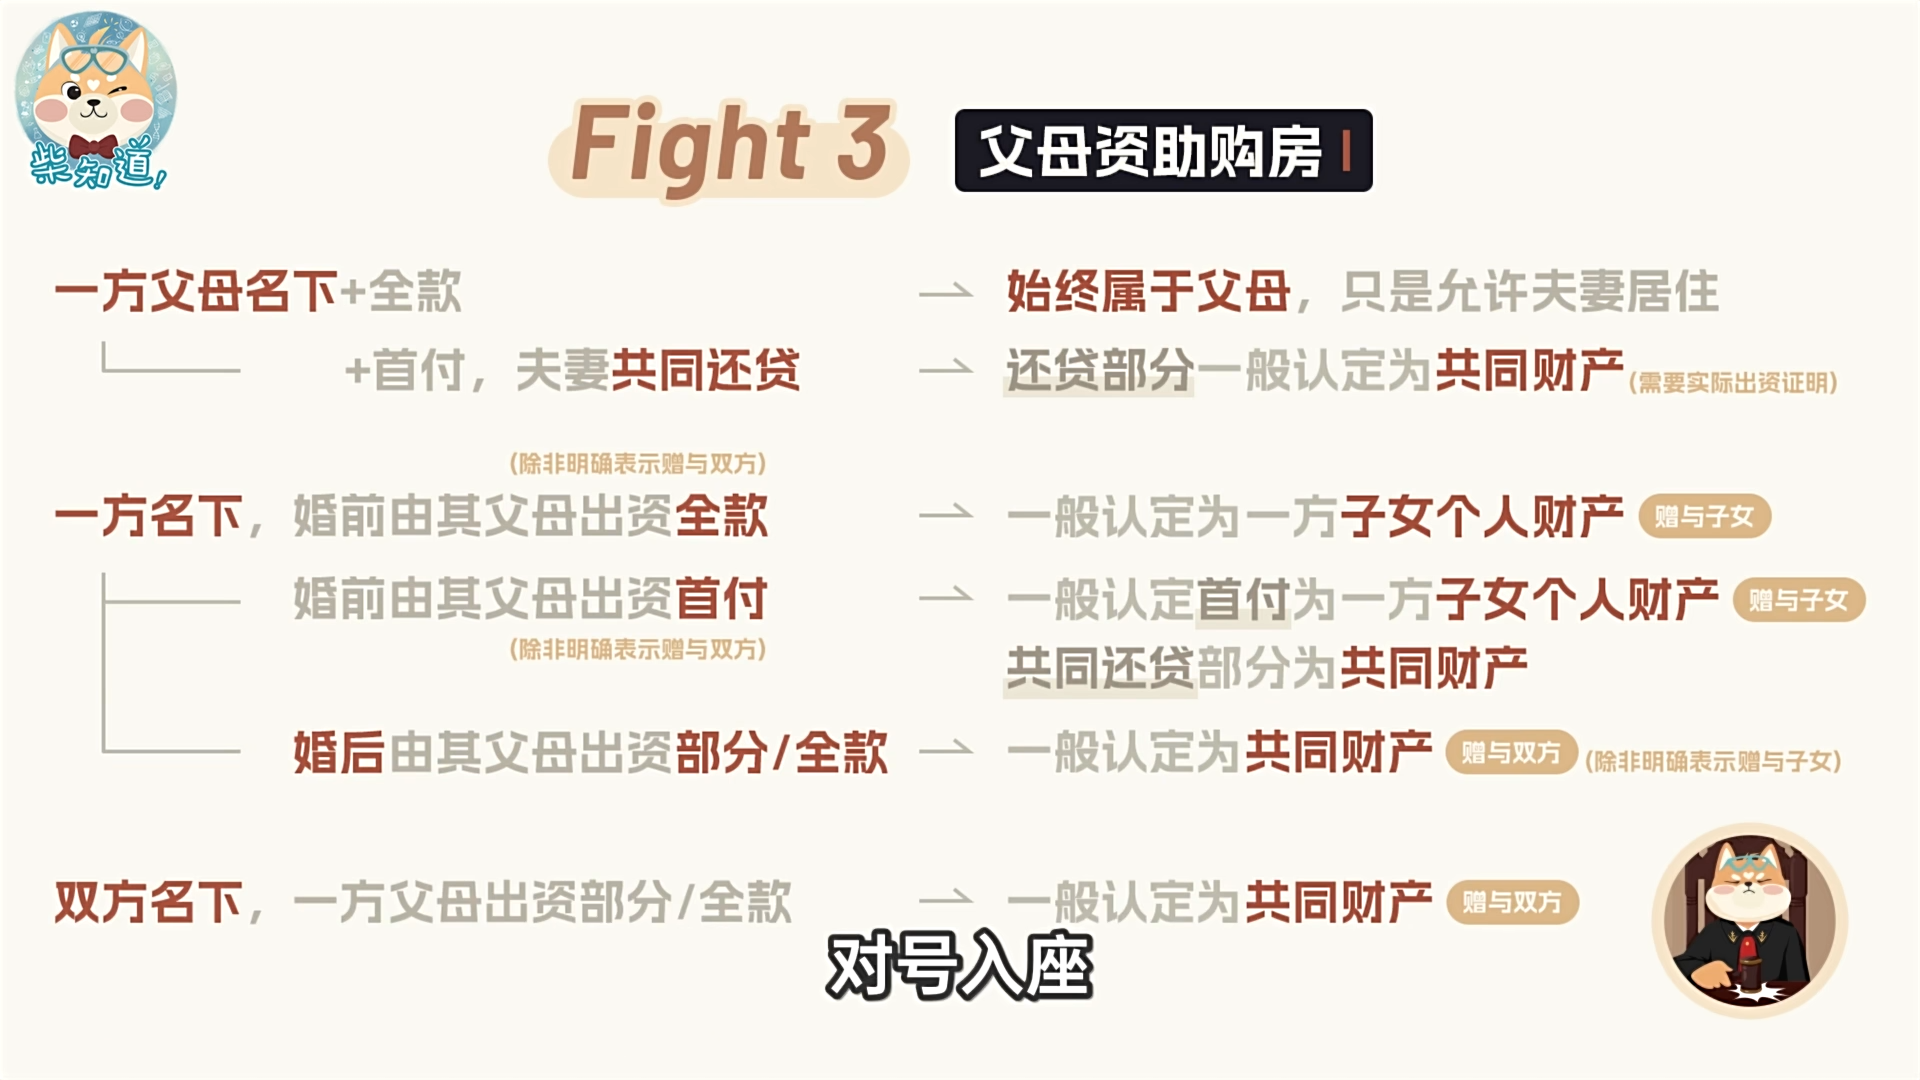 柴知道!
Fight 3
父母资助购房
一方父母名下+全款 始终属于父母，只是允许夫妻居住
+首付，夫妻共同还贷 还贷部分一般认定为共同财产(需要实际出资证明)
(除非明确表示赠与双方)
一方名下，婚前由其父母出资全款 一般认定为一方子女个人财产 赠与子女
婚前由其父母出资首付 一般认定首付为一方子女个人财产 赠与子女
(除非明确表示赠与双方)
共同还贷部分为共同财产
婚后由其父母出资部分/全款 一般认定为共同财产 赠与双方 (除非明确表示赠与子女)
双方名下，一方父母出资部分/全款 一般认定为共同财产 赠与双方
对号入座